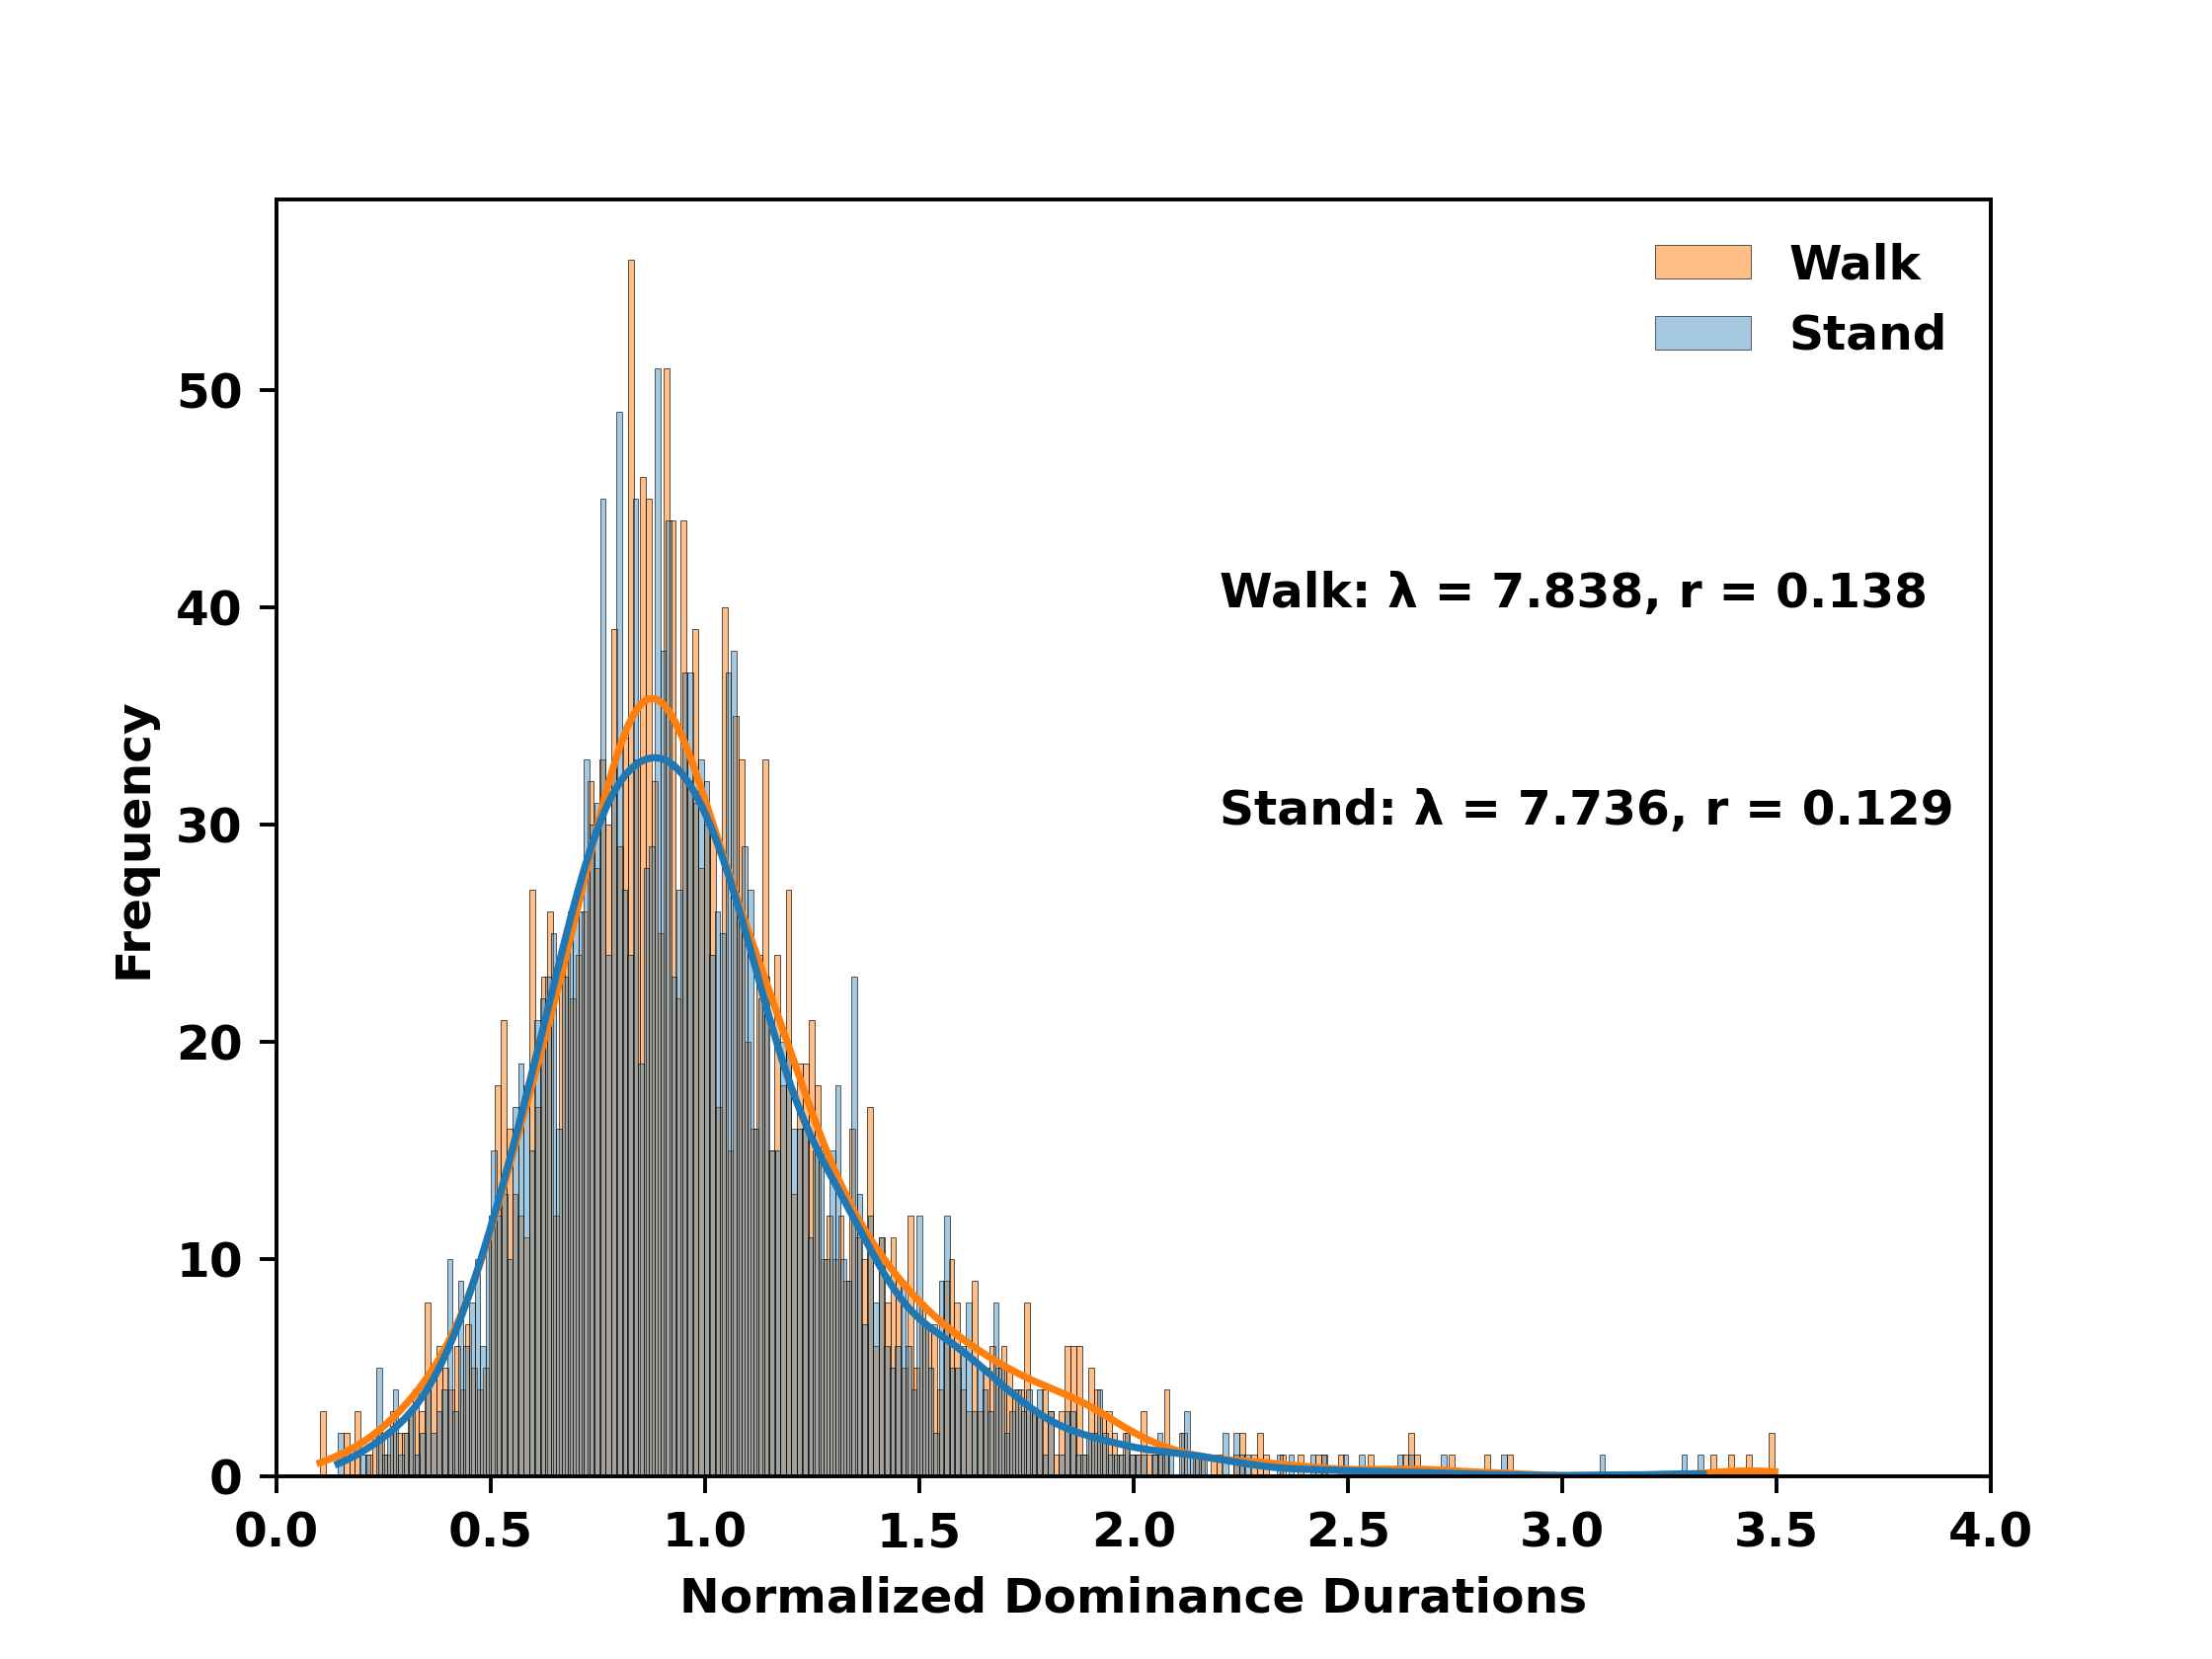 Walk
Stand
50
40
30
20
10
0
Frequency
Walk: λ = 7.838, r = 0.138
Stand: λ = 7.736, r = 0.129
0.0 0.5 1.0 1.5 2.0 2.5 3.0 3.5 4.0
Normalized Dominance Durations